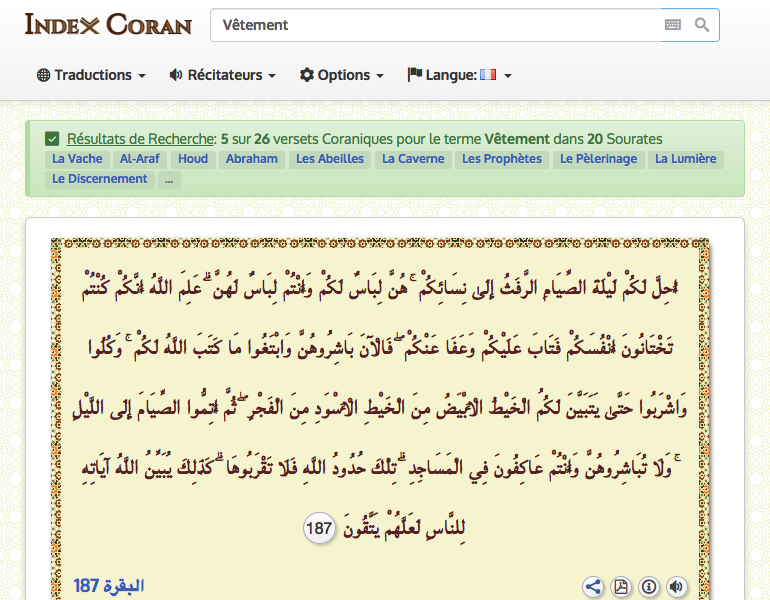 Index Coran
Vêtement
Traductions Récitateurs Options Langue:
Résultats de Recherche: 5 sur 26 versets Coraniques pour le terme Vêtement dans 20 Sourates
La Vache Al-Araf Houd Abraham Les Abeilles La Caverne Les Prophètes Le Pèlerinage La Lumière
Le Discernement ...
أُحِلَّ لَكُمْ لَيْلَةَ الصِّيَامِ الرَّفَثُ إِلَىٰ نِسَائِكُمْ ۚ هُنَّ لِبَاسٌ لَكُمْ وَأَنْتُمْ لِبَاسٌ لَهُنَّ ۗ عَلِمَ اللَّهُ أَنَّكُمْ كُنْتُمْ
تَخْتَانُونَ أَنْفُسَكُمْ فَتَابَ عَلَيْكُمْ وَعَفَا عَنْكُمْ ۖ فَالْآنَ بَاشِرُوهُنَّ وَابْتَغُوا مَا كَتَبَ اللَّهُ لَكُمْ ۚ وَكُلُوا
وَاشْرَبُوا حَتَّىٰ يَتَبَيَّنَ لَكُمُ الْخَيْطُ الْأَبْيَضُ مِنَ الْخَيْطِ الْأَسْوَدِ مِنَ الْفَجْرِ ۖ ثُمَّ أَتِمُّوا الصِّيَامَ إِلَى اللَّيْلِ
ۚ وَلَا تُبَاشِرُوهُنَّ وَأَنْتُمْ عَاكِفُونَ فِي الْمَسَاجِدِ ۗ تِلْكَ حُدُودُ اللَّهِ فَلَا تَقْرَبُوهَا ۗ كَذَٰلِكَ يُبَيِّنُ اللَّهُ آيَاتِهِ
لِلنَّاسِ لَعَلَّهُمْ يَتَّقُونَ 187
البقرة 187